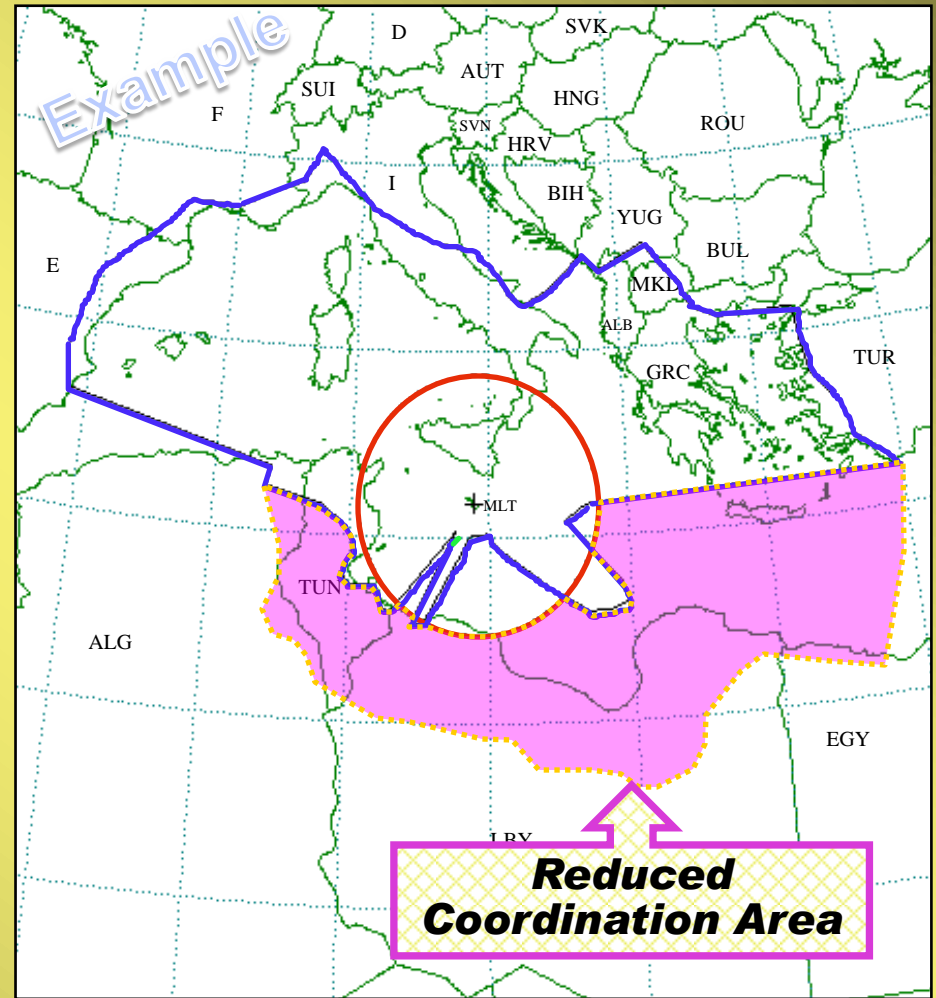 Example
D
SVK
AUT
SUI
HNG
F
SVN
ROU
HRV
I
BIH
YUG
BUL
E
MKD
ALB
TUR
GRC
MLT
TUN
ALG
EGY
LBY
Reduced
Coordination Area